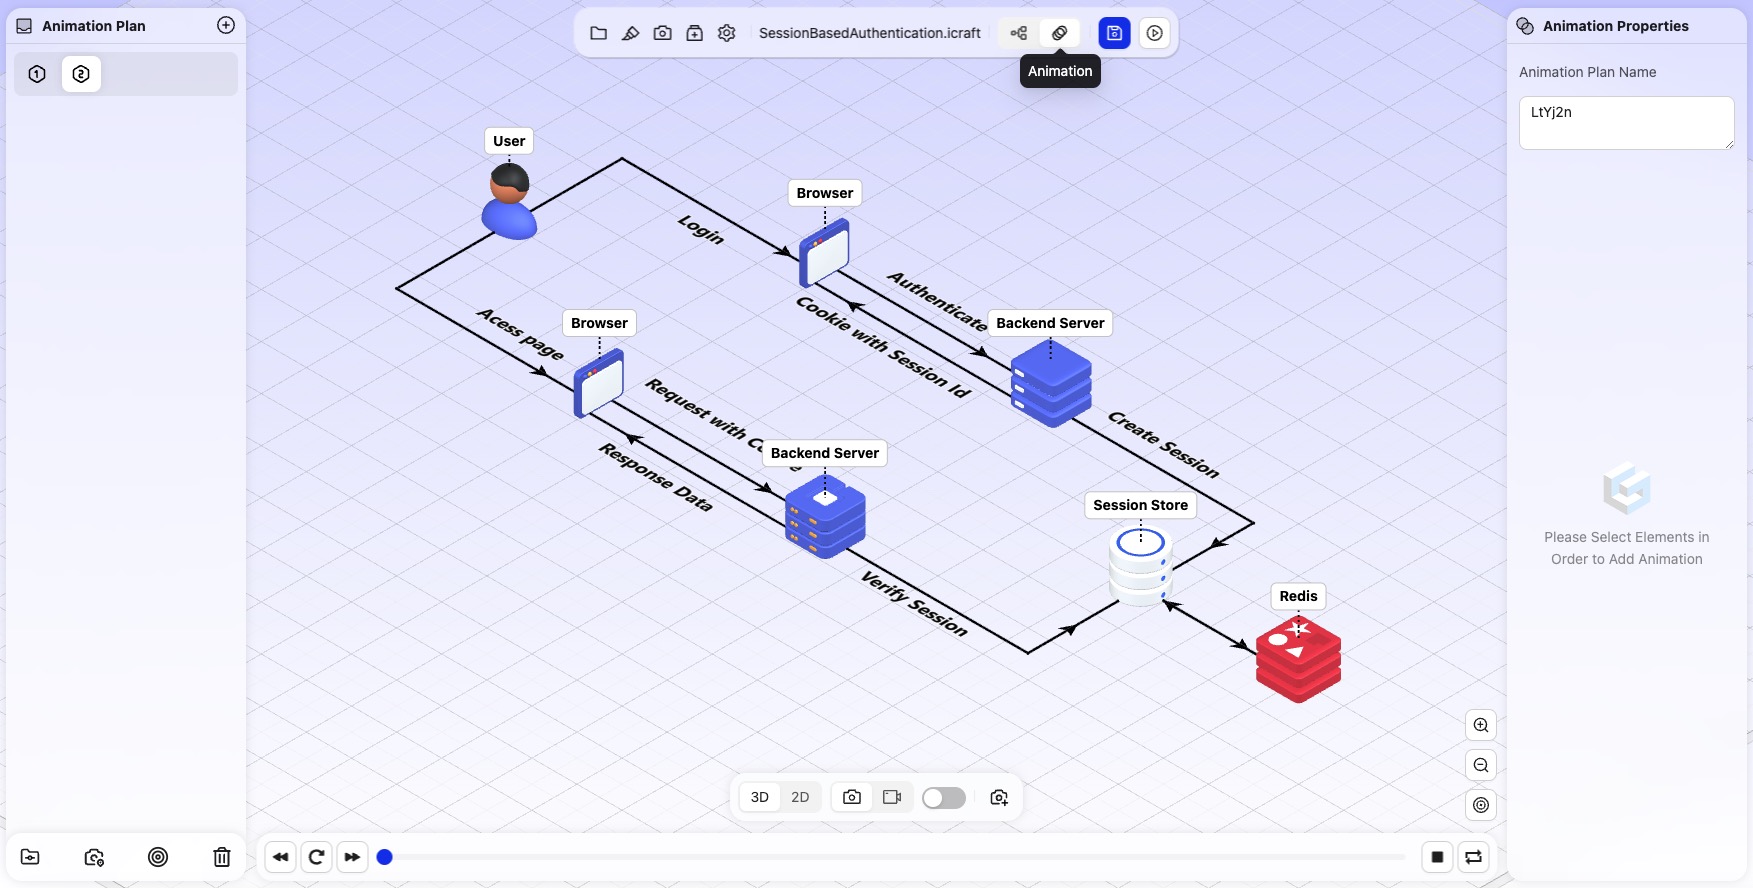 Animation Plan
1
2
SessionBasedAuthentication.icraft
Animation
Animation Properties
Animation Plan Name
LtYj2n
Please Select Elements in
Order to Add Animation
User
Login
Browser
Authenticate
Cookie with Session Id
Backend Server
Acess page
Browser
Request with
Response Data
Backend Server
Create Session
Session Store
Verify Session
Redis
3D
2D